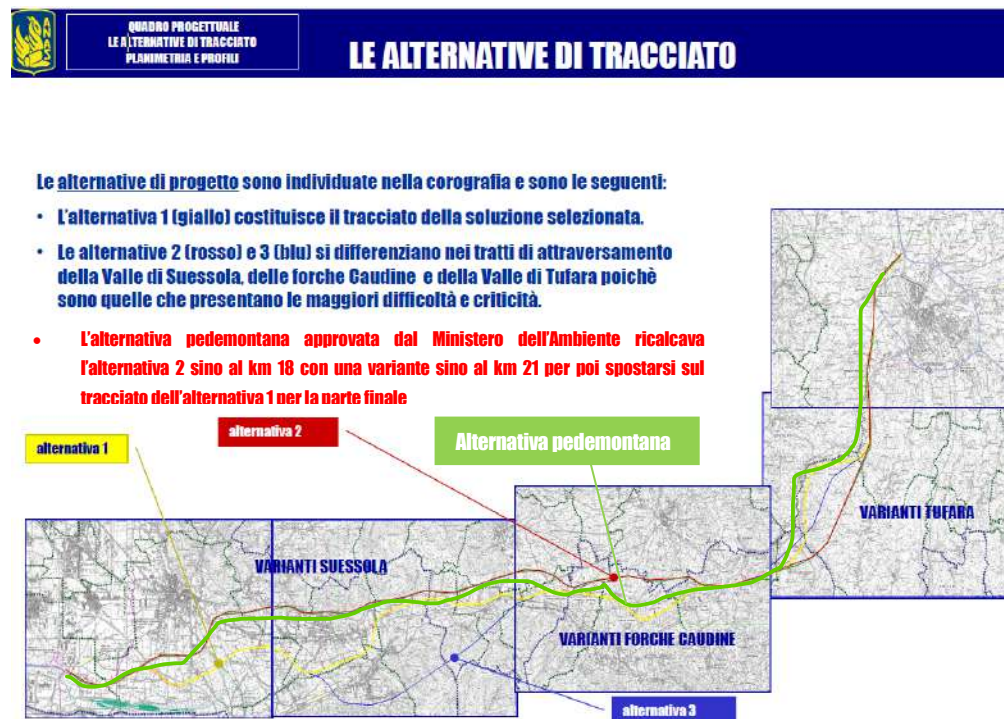 ANAS
QUADRO PROGETTUALE
LE ALTERNATIVE DI TRACCIATO
PLANIMETRIA E PROFILI
LE ALTERNATIVE DI TRACCIATO
Le alternative di progetto sono individuate nella corografia e sono le seguenti:
• L'alternativa 1 (giallo) costituisce il tracciato della soluzione selezionata.
• Le alternative 2 (rosso) e 3 (blu) si differenziano nei tratti di attraversamento
della Valle di Suessola, delle forche Caudine e della Valle di Tufara poichè
sono quelle che presentano le maggiori difficoltà e criticità.
• L'alternativa pedemontana approvata dal Ministero dell'Ambiente ricalcava
l'alternativa 2 sino al km 18 con una variante sino al km 21 per poi spostarsi sul
tracciato dell'alternativa 1 per la parte finale
alternativa 1
alternativa 2
Alternativa pedemontana
VARIANTI TUFARA
VARIANTI SUESSOLA
VARIANTI FORCHE CAUDINE
alternativa 3